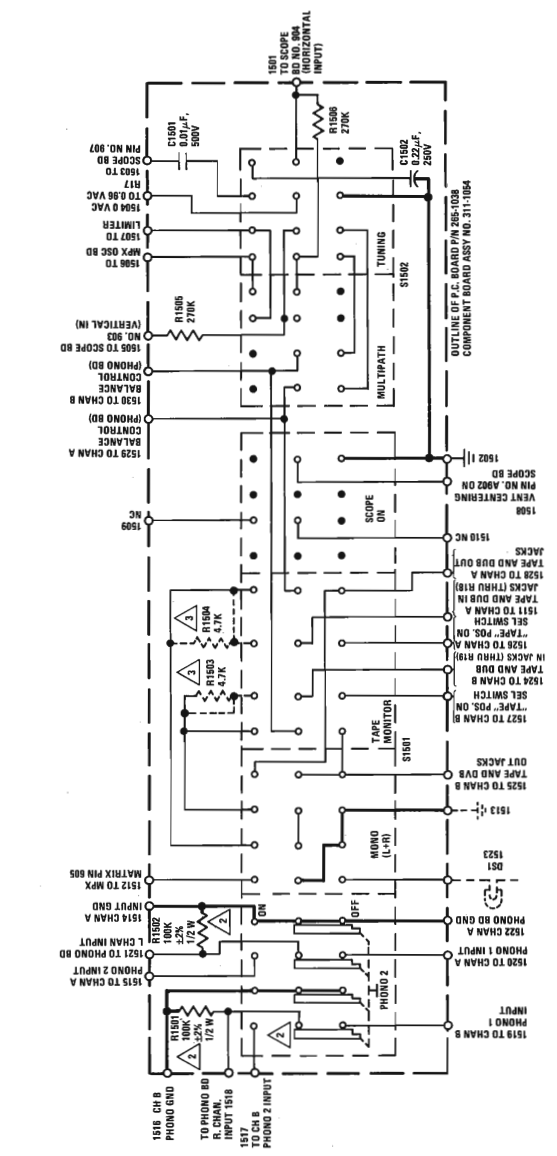 1501
TO SCOPE
BD NO. 904
(HORIZONTAL
INPUT)
R1506
270K
C1501
0.01µF,
500V
1503 TO
SCOPE BD
PIN NO. 907
1504 0 VAC
TO 0.96 VAC
R17
1507 TO
LIMITER
1506 TO
MPX OSC BD
C1502
0.22µF,
250V
TUNING
S1502
MULTIPATH
OUTLINE OF P.C. BOARD P/N 265-1038
COMPONENT BOARD ASSY NO. 311-1054
R1505
270K
1505 TO SCOPE BD
NO. 903
(VERTICAL IN)
1530 TO CHAN B
BALANCE
CONTROL
(PHONO BD)
1529 TO CHAN A
BALANCE
CONTROL
(PHONO BD)
1509
NC
SCOPE
ON
1502
1508
VENT CENTERING
PIN NO. A902 ON
SCOPE BD
1510 NC
1528 TO CHAN A
TAPE AND DUB OUT
JACKS
1511 TO CHAN A
TAPE AND DUB IN
JACKS (THRU R18)
1526 TO CHAN A
"TAPE" POS. ON
SEL SWITCH
1524 TO CHAN B
TAPE AND DUB
IN JACKS (THRU R19)
1527 TO CHAN B
"TAPE" POS. ON
SEL SWITCH
3
R1504
4.7K
3
R1503
4.7K
TAPE
MONITOR
S1501
1525 TO CHAN B
TAPE AND DVB
OUT JACKS
1513
MONO
(L+R)
1523
DS1
1512 TO MPX
MATRIX PIN 605
1514 CHAN A
INPUT GND
R1502
100K
±2%
1/2 W
2
1521 TO PHONO BD
L CHAN INPUT
1515 TO CHAN A
PHONO 2 INPUT
ON
OFF
PHONO 2
1522 CHAN A
PHONO BD GND
1520 TO CHAN A
PHONO 1 INPUT
1519 TO CHAN B
PHONO 1
INPUT
R1501
100K
±2%
1/2 W
2
2
1516 CH B
PHONO GND
TO PHONO BD
R. CHAN.
INPUT 1518
1517
TO CH B
PHONO 2 INPUT